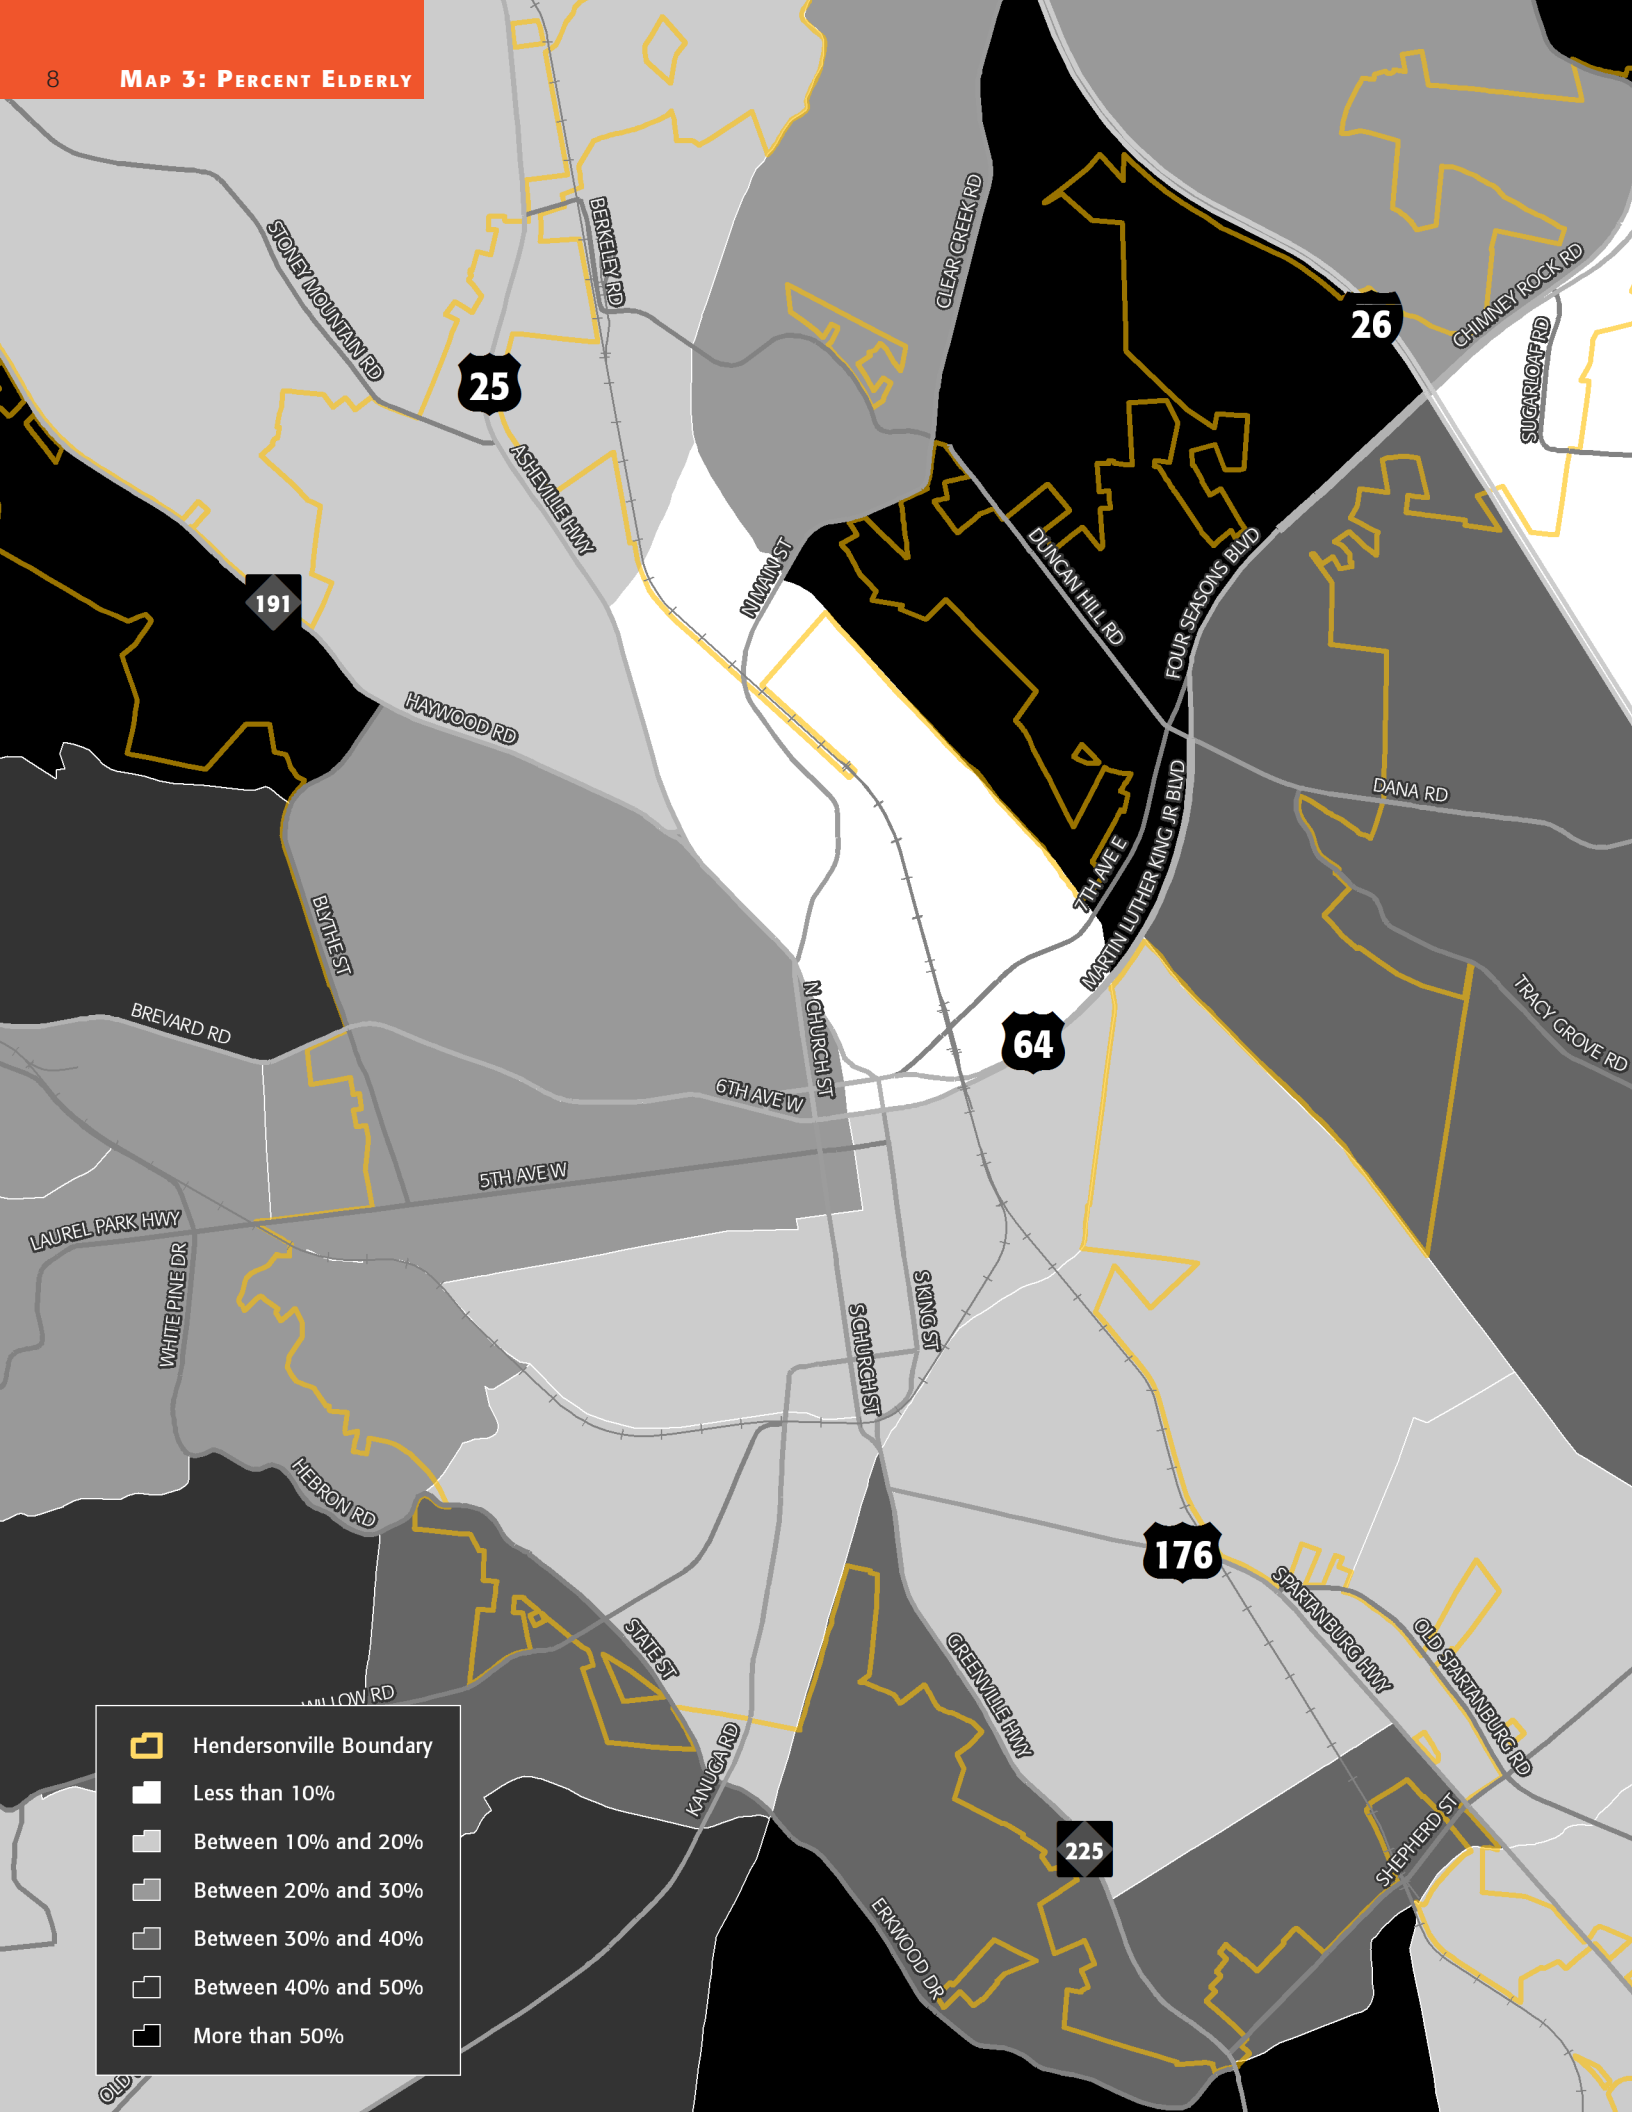 8 MAP 3: PERCENT ELDERLY
BERKELEY RD
CLEAR CREEK RD
STONEY MOUNTAIN RD
26
CHIMNEY ROCK RD
SUGARLOAF RD
25
ASHEVILLE HWY
N MAIN ST
DUNCAN HILL RD
FOUR SEASONS BLVD
191
HAYWOOD RD
DANA RD
7TH AVE E
MARTIN LUTHER KING JR BLVD
BLYTHE ST
BREVARD RD
N CHURCH ST
64
TRACY GROVE RD
6TH AVE W
5TH AVE W
LAUREL PARK HWY
WHITE PINE DR
S KING ST
S CHURCH ST
HEBRON RD
176
SPARTANBURG HWY
OLD SPARTANBURG RD
STATE ST
GREENVILLE HWY
WILLOW RD
KANUGA RD
SHEPHERD ST
225
ERKWOOD DR
Hendersonville Boundary
Less than 10%
Between 10% and 20%
Between 20% and 30%
Between 30% and 40%
Between 40% and 50%
More than 50%
OLD